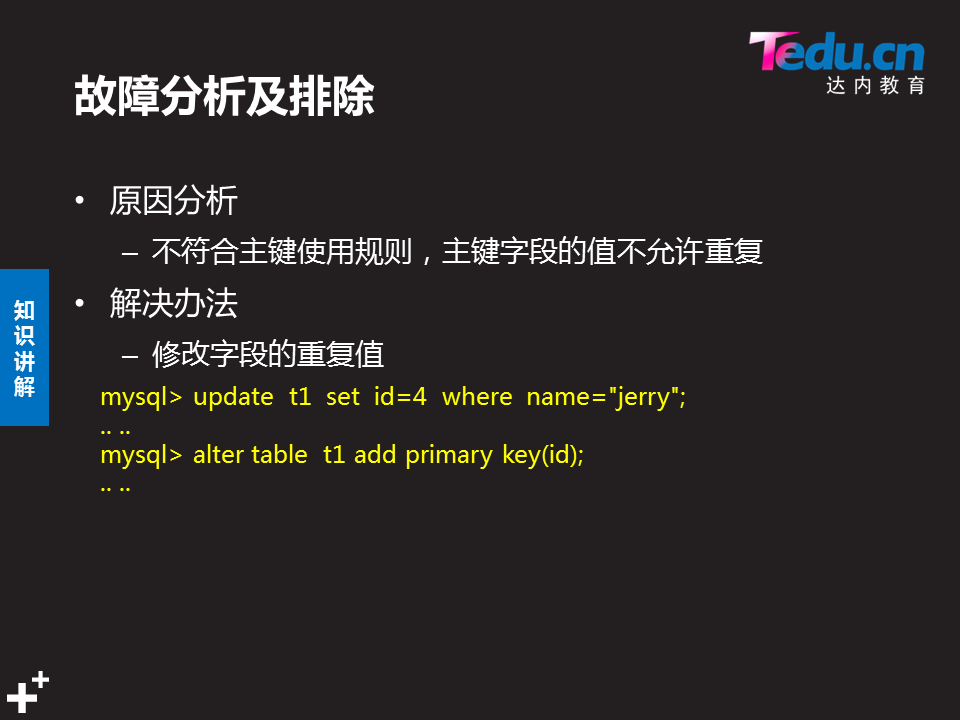 Tedu.cn
达内教育
故障分析及排除
• 原因分析
– 不符合主键使用规则，主键字段的值不允许重复
• 解决办法
– 修改字段的重复值
mysql> update t1 set id=4 where name="jerry";
.. ..
mysql> alter table t1 add primary key(id);
.. ..
知
识
讲
解